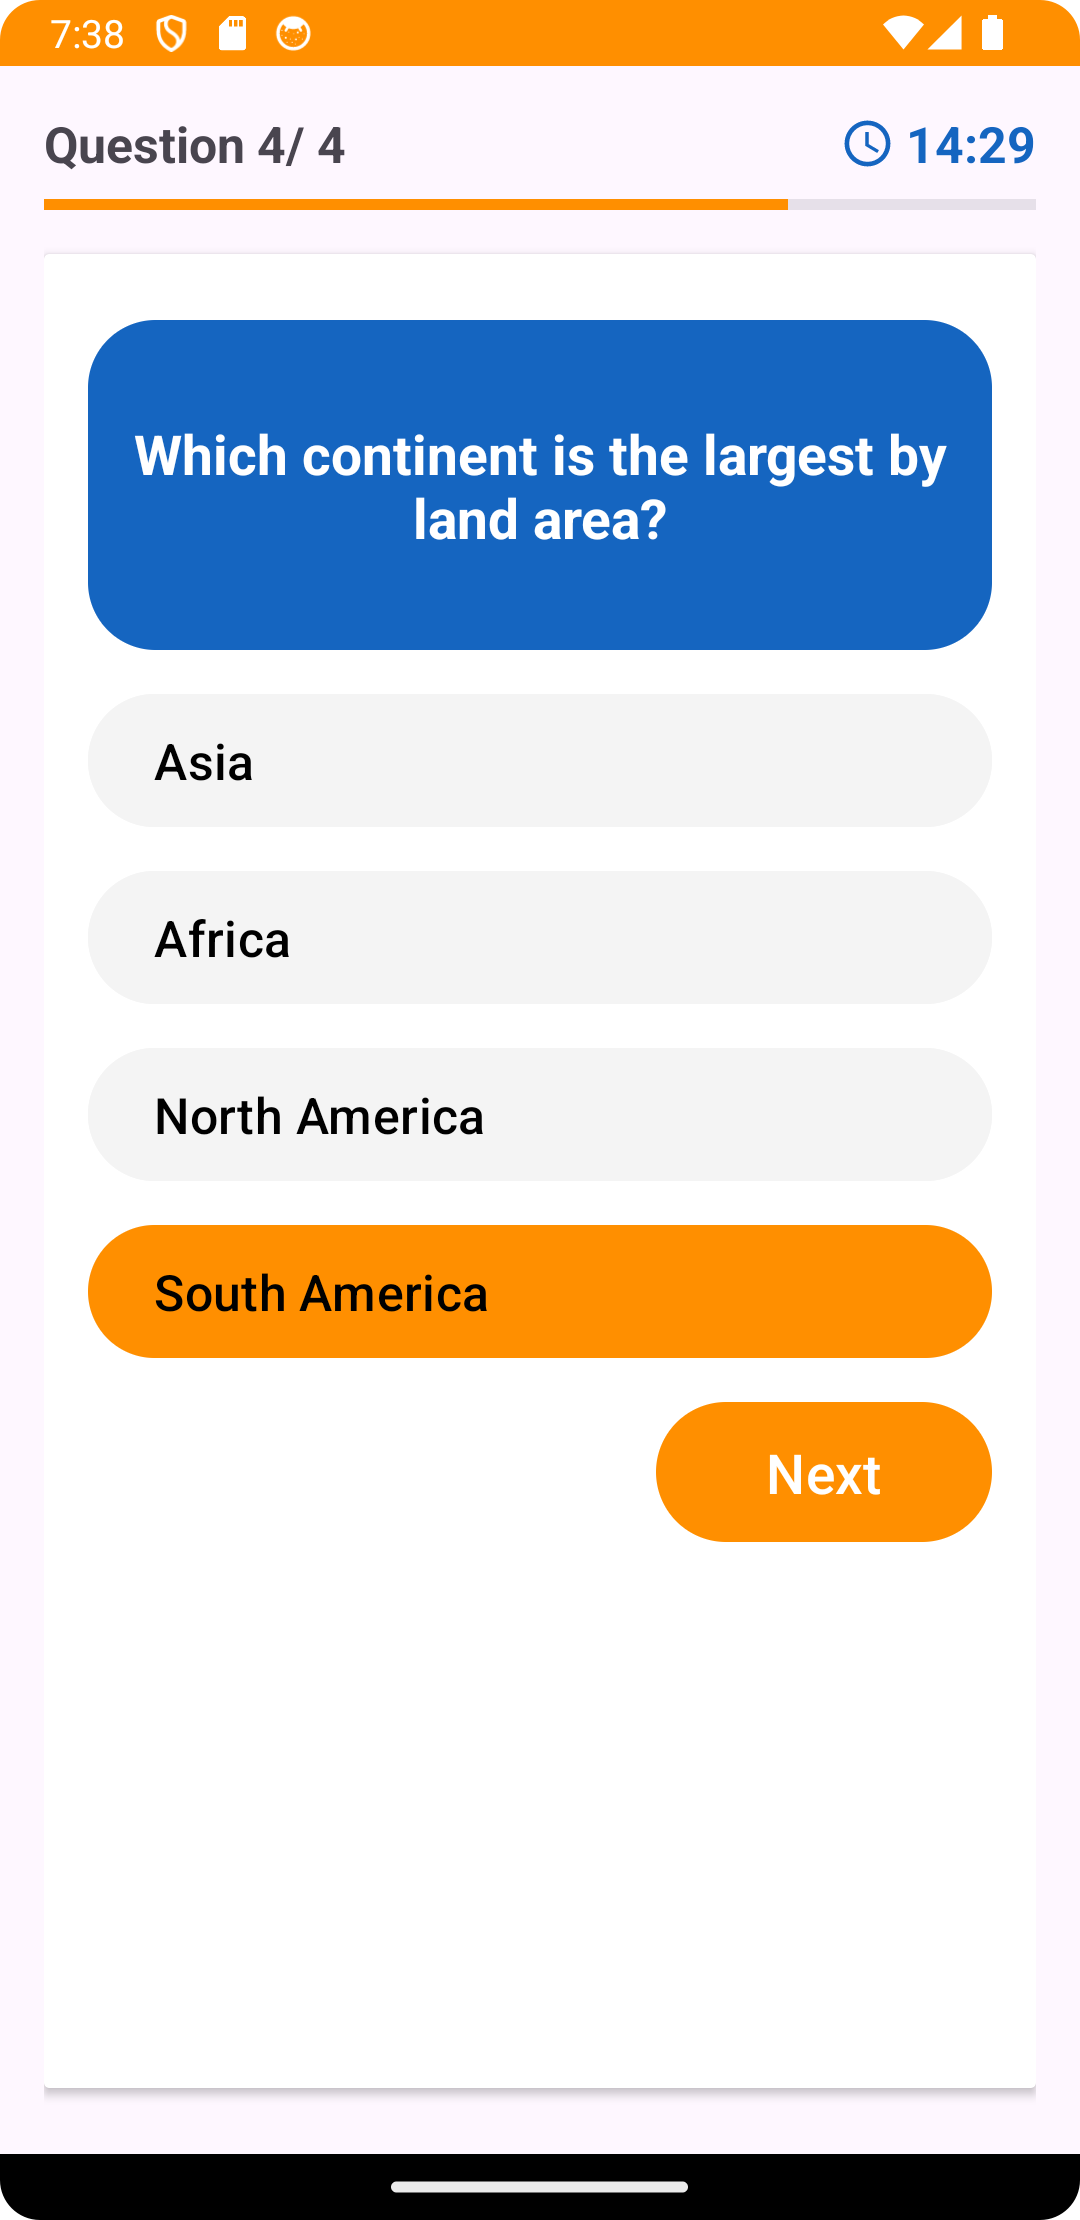 7:38
Question 4/ 4
14:29
Which continent is the largest by
land area?
Asia
Africa
North America
South America
Next